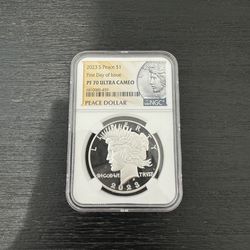 2023 S Peace $1
First Day of Issue
PF 70 ULTRA CAMEO
PEACE DOLLAR
NGC
LIBERTY
IN GOD WE TRVST
2023